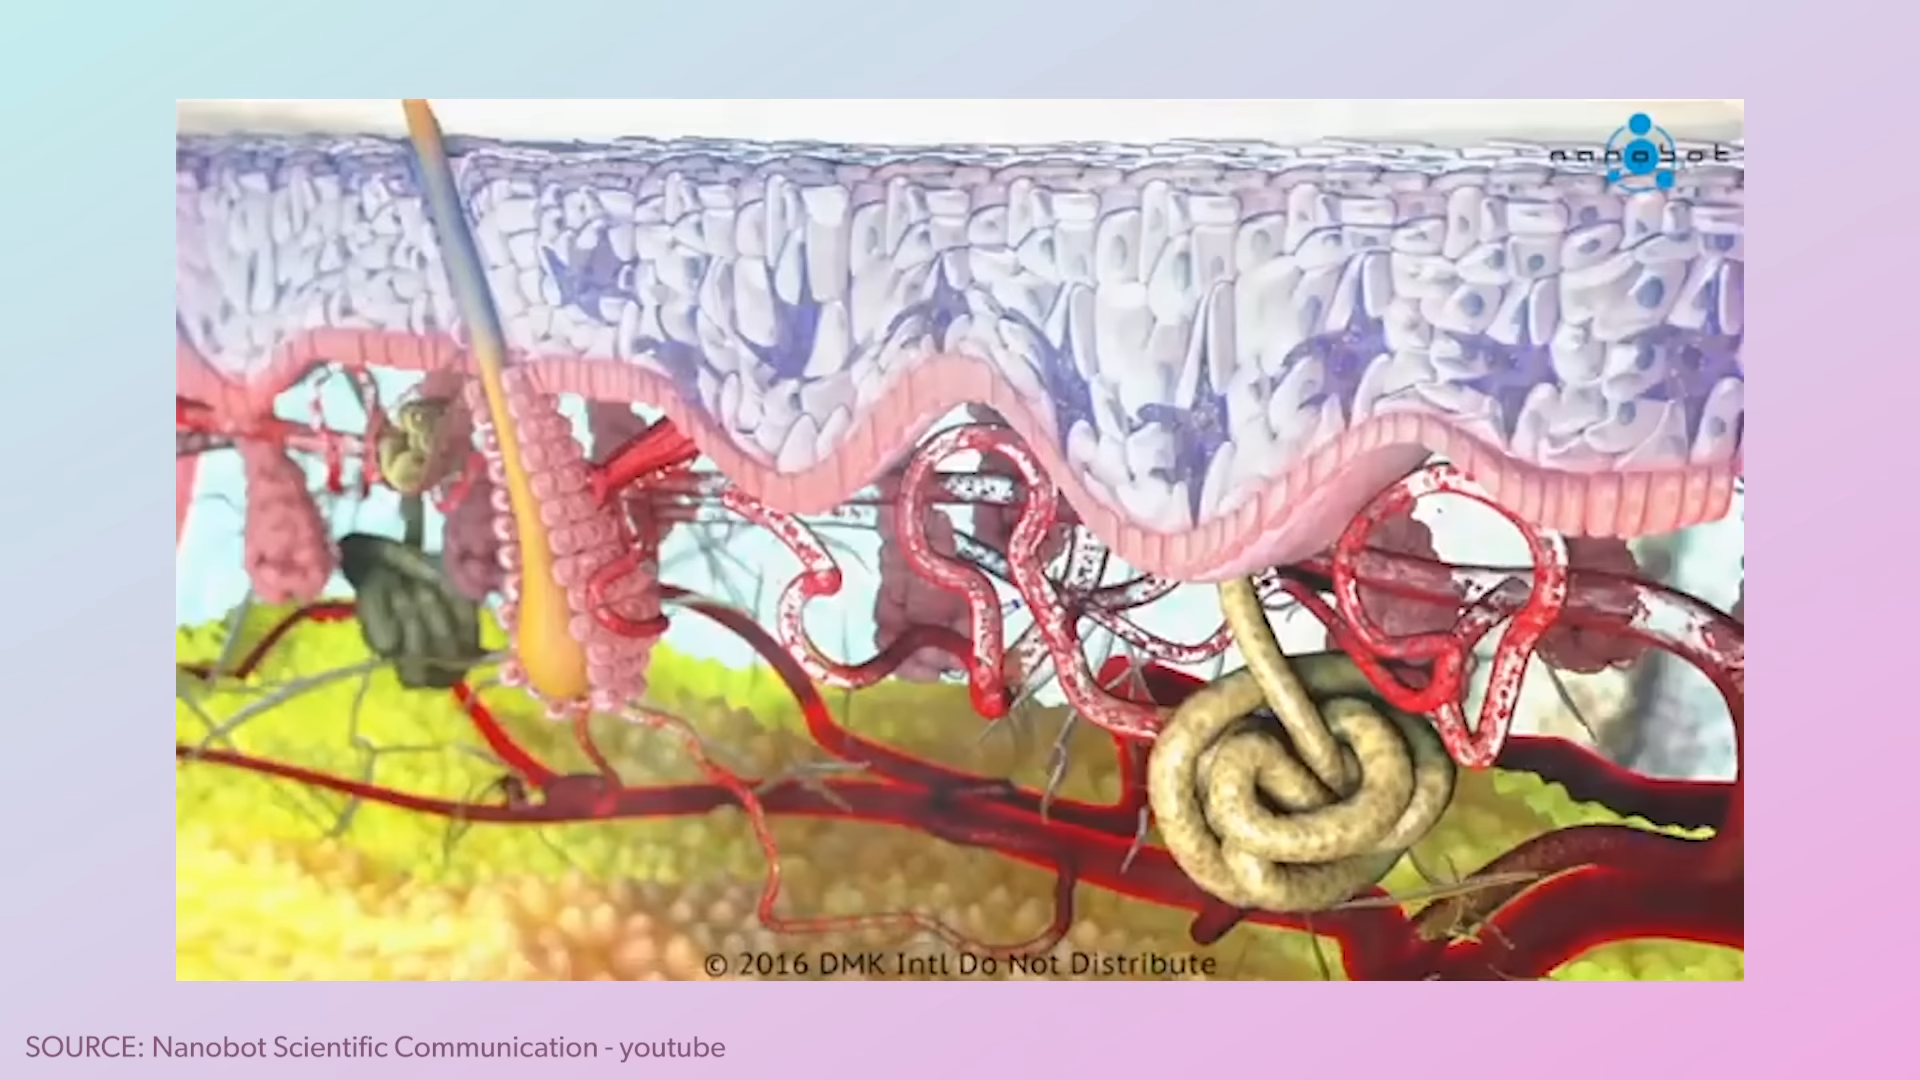 nanobot
© 2016 DMK Intl Do Not Distribute
SOURCE: Nanobot Scientific Communication - youtube